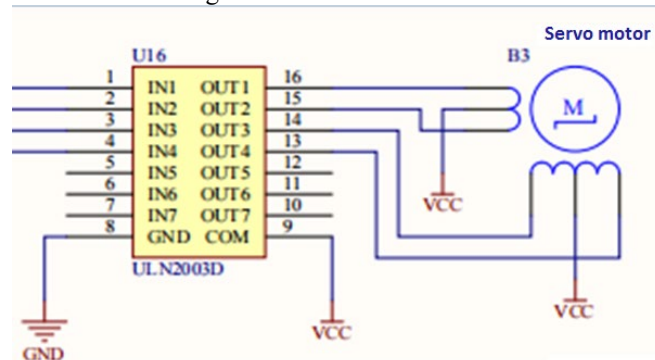 Servo motor
U16
B3
1 IN1 OUT1 16
2 IN2 OUT2 15
3 IN3 OUT3 14
4 IN4 OUT4 13
5 IN5 OUT5 12
6 IN6 OUT6 11
7 IN7 OUT7 10
8 GND COM 9
ULN2003D
M
VCC
VCC
VCC
GND